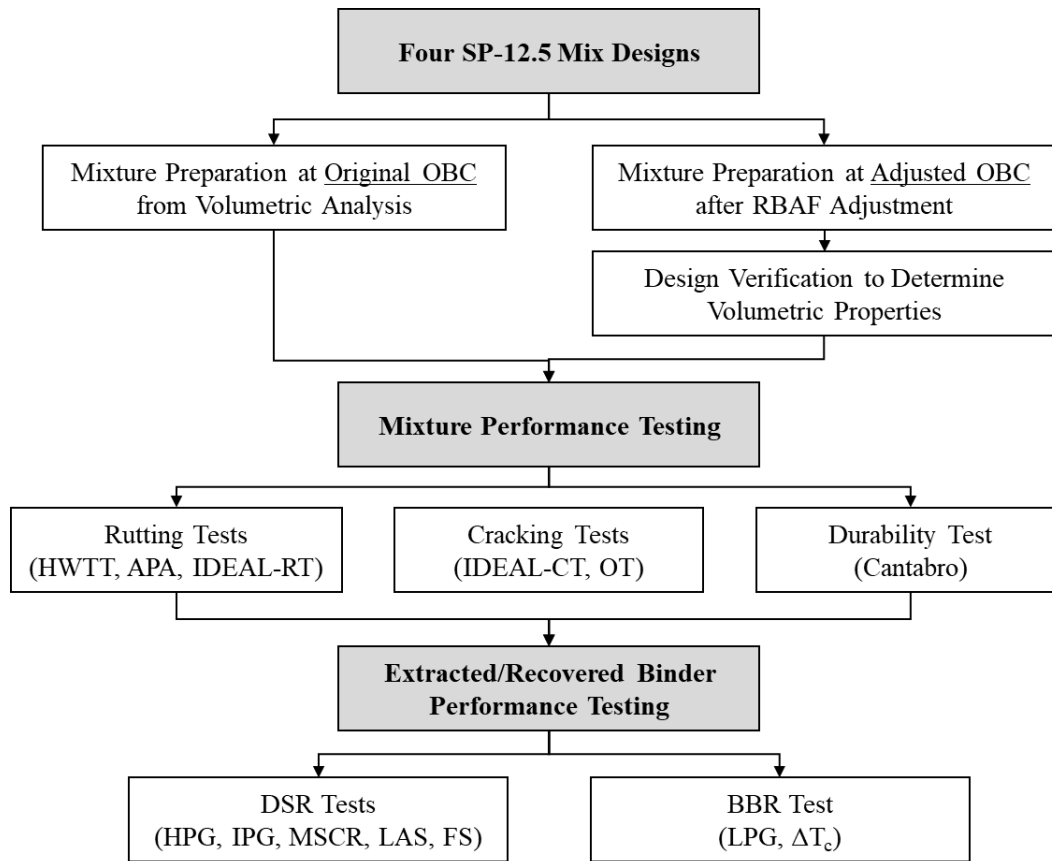 Four SP-12.5 Mix Designs
Mixture Preparation at Original OBC
from Volumetric Analysis
Mixture Preparation at Adjusted OBC
after RBAF Adjustment
Design Verification to Determine
Volumetric Properties
Mixture Performance Testing
Rutting Tests
(HWTT, APA, IDEAL-RT)
Cracking Tests
(IDEAL-CT, OT)
Durability Test
(Cantabro)
Extracted/Recovered Binder
Performance Testing
DSR Tests
(HPG, IPG, MSCR, LAS, FS)
BBR Test
(LPG, ΔTc)